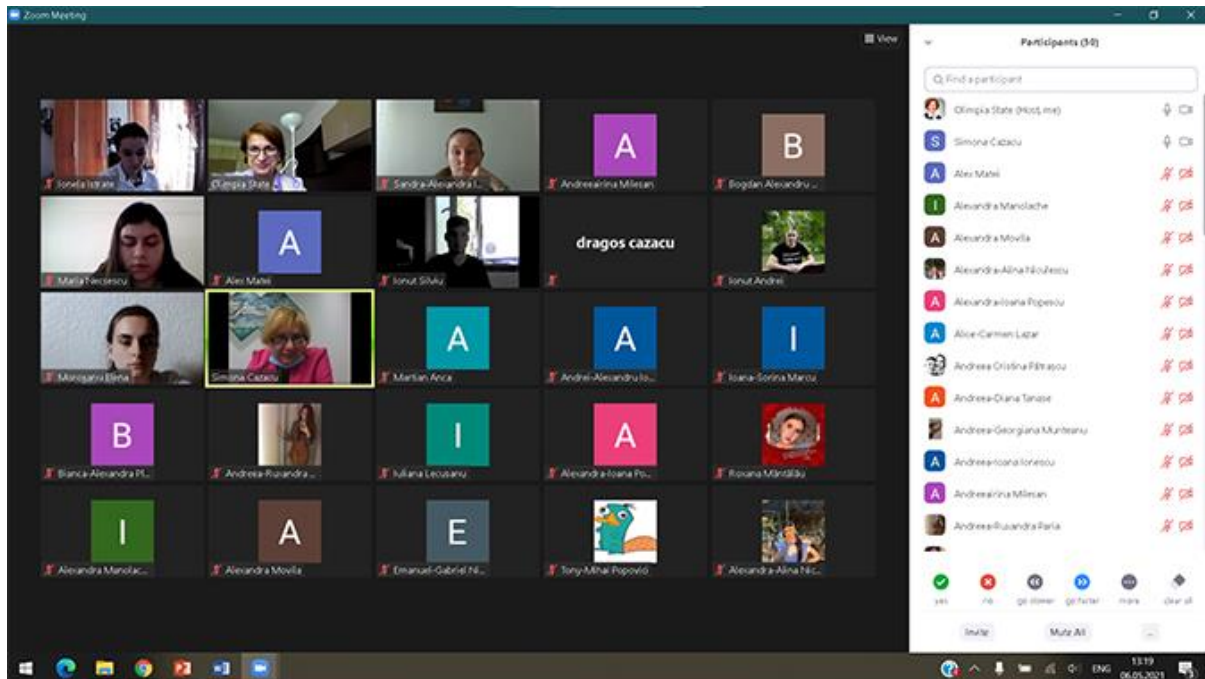 Zoom Meeting
View
Participants (30)
Find a participant
Ionela Istrate
Olimpia State
Sandra-Alexandra I...
A
Andreeairina Milesan
B
Bogdan Alexandru ...
A
Alex Matei
Ionut Silviu
dragos cazacu
Ionut Andrei
Simona Cazacu
A
Martian Anca
A
Andrei-Alexandru Io...
I
Ioana-Sorina Marcu
B
Bianca-Alexandra Pl...
Andreea-Ruxandra ...
I
Iuliana Lecusanu
A
Alexandra-Ioana Po...
Roxana Măntălău
I
Alexandra Manolac...
A
Alexandra Movila
E
Emanuel-Gabriel Ni...
Tony-Mihai Popovici
Alexandra-Alina Nic...
Olimpia State (Host, me)
S Simona Cazacu
A Alex Matei
I Alexandra Manolache
A Alexandra Movila
Alexandra-Alina Niculescu
A Alexandra-Ioana Popescu
A Alice-Carmen Lazar
Andreea Cristina Pătrașcu
A Andreea-Diana Tanase
Andreea-Georgiana Munteanu
A Andreea-Ioana Ionescu
A Andreeairina Milesan
Andreea-Ruxandra Paria
yes
no
go slower
go faster
more
clear all
Invite
Mute All
...
ENG
13:19
06.05.2021